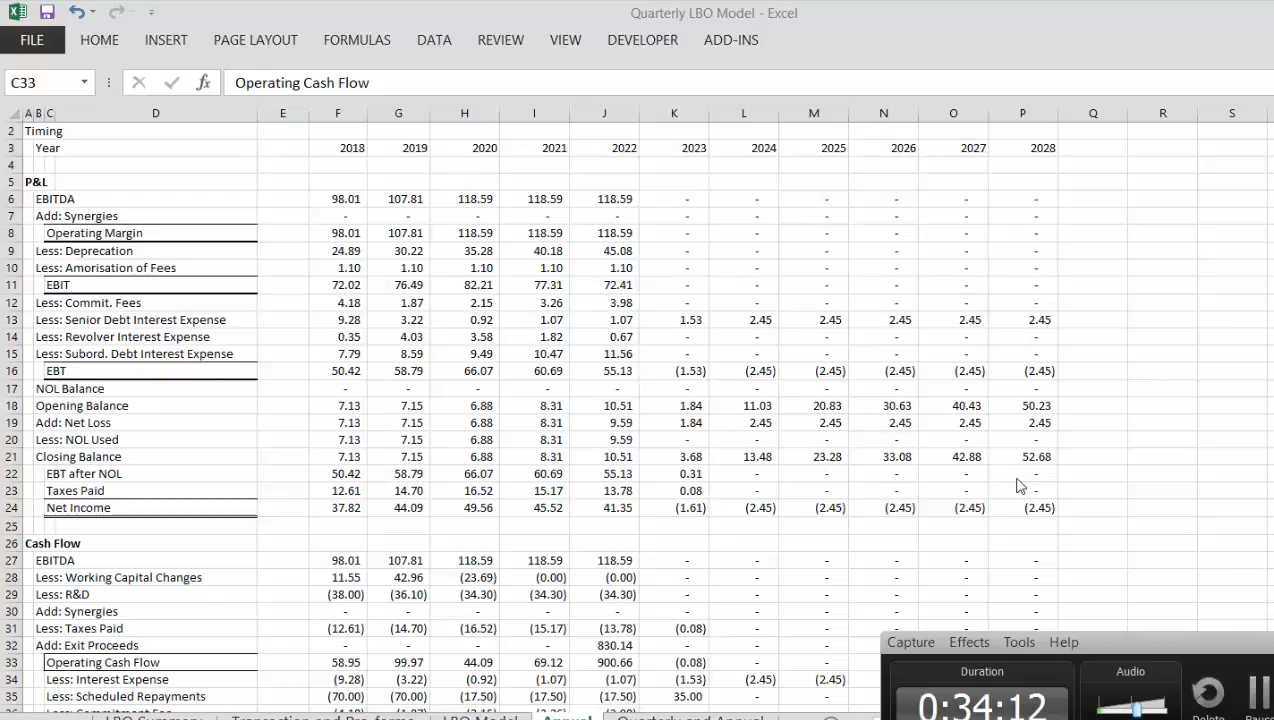 Quarterly LBO Model - Excel
FILE HOME INSERT PAGE LAYOUT FORMULAS DATA REVIEW VIEW DEVELOPER ADD-INS
C33 fx Operating Cash Flow
A B C D E F G H I J K L M N O P Q R S
2 Timing
3 Year 2018 2019 2020 2021 2022 2023 2024 2025 2026 2027 2028
4
5 P&L
6 EBITDA 98.01 107.81 118.59 118.59 118.59 - - - - - -
7 Add: Synergies - - - - - - - - - - -
8 Operating Margin 98.01 107.81 118.59 118.59 118.59 - - - - - -
9 Less: Deprecation 24.89 30.22 35.28 40.18 45.08 - - - - - -
10 Less: Amorisation of Fees 1.10 1.10 1.10 1.10 1.10 - - - - - -
11 EBIT 72.02 76.49 82.21 77.31 72.41 - - - - - -
12 Less: Commit. Fees 4.18 1.87 2.15 3.26 3.98 - - - - - -
13 Less: Senior Debt Interest Expense 9.28 3.22 0.92 1.07 1.07 1.53 2.45 2.45 2.45 2.45 2.45
14 Less: Revolver Interest Expense 0.35 4.03 3.58 1.82 0.67 - - - - - -
15 Less: Subord. Debt Interest Expense 7.79 8.59 9.49 10.47 11.56 - - - - - -
16 EBT 50.42 58.79 66.07 60.69 55.13 (1.53) (2.45) (2.45) (2.45) (2.45) (2.45)
17 NOL Balance - - - - - - - - - - -
18 Opening Balance 7.13 7.15 6.88 8.31 10.51 1.84 11.03 20.83 30.63 40.43 50.23
19 Add: Net Loss 7.13 7.15 6.88 8.31 9.59 1.84 2.45 2.45 2.45 2.45 2.45
20 Less: NOL Used 7.13 7.15 6.88 8.31 9.59 - - - - - -
21 Closing Balance 7.13 7.15 6.88 8.31 10.51 3.68 13.48 23.28 33.08 42.88 52.68
22 EBT after NOL 50.42 58.79 66.07 60.69 55.13 0.31 - - - - -
23 Taxes Paid 12.61 14.70 16.52 15.17 13.78 0.08 - - - - -
24 Net Income 37.82 44.09 49.56 45.52 41.35 (1.61) (2.45) (2.45) (2.45) (2.45) (2.45)
25
26 Cash Flow
27 EBITDA 98.01 107.81 118.59 118.59 118.59 - - - - - -
28 Less: Working Capital Changes 11.55 42.96 (23.69) (0.00) (0.00) - - - - - -
29 Less: R&D (38.00) (36.10) (34.30) (34.30) (34.30) - - - - - -
30 Add: Synergies - - - - - - - - - - -
31 Less: Taxes Paid (12.61) (14.70) (16.52) (15.17) (13.78) (0.08) - - - - -
32 Add: Exit Proceeds 830.14 - - -
33 Operating Cash Flow 58.95 99.97 44.09 69.12 900.66 (0.08) - -
34 Less: Interest Expense (9.28) (3.22) (0.92) (1.07) (1.07) (1.53) (2.45) (2.45)
35 Less: Scheduled Repayments (70.00) (70.00) (17.50) (17.50) (17.50) 35.00 - -
Capture Effects Tools Help
Duration Audio
0:34:12
LBO Summary Transaction and Pro-forma LBO Model Annual Quarterly and Annual